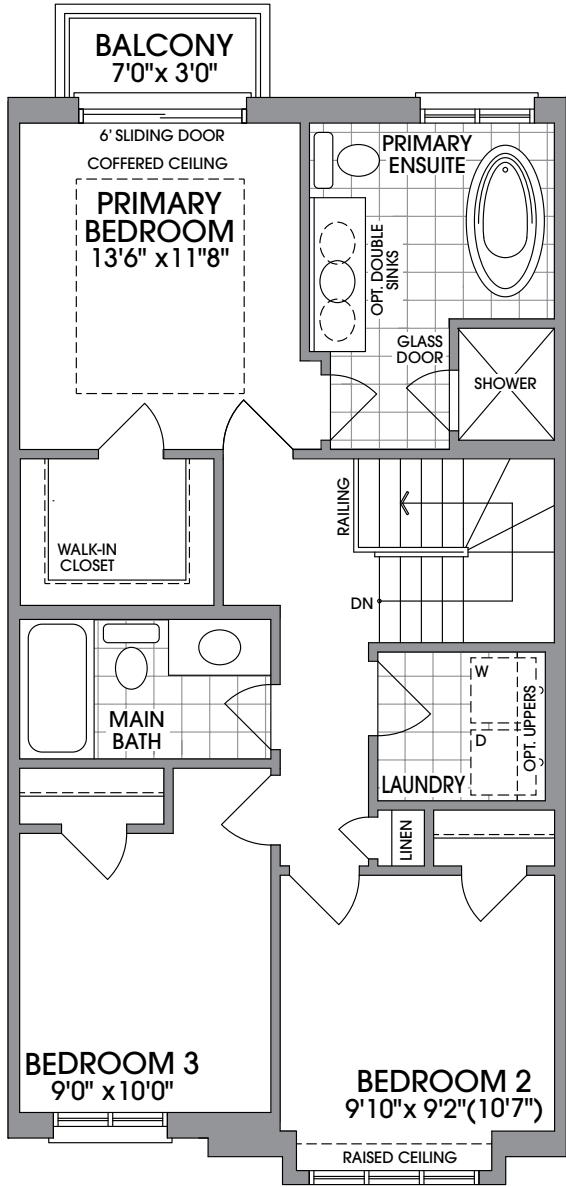 BALCONY
7'0"x 3'0"
6' SLIDING DOOR
COFFERED CEILING
PRIMARY
BEDROOM
13'6" x11"8"
PRIMARY
ENSUITE
OPT. DOUBLE
SINKS
GLASS
DOOR
SHOWER
WALK-IN
CLOSET
RAILING
DN
MAIN
BATH
W
D
OPT. UPPERS
LAUNDRY
LINEN
BEDROOM 3
9'0" x10'0"
BEDROOM 2
9'10"x 9'2"(10'7")
RAISED CEILING